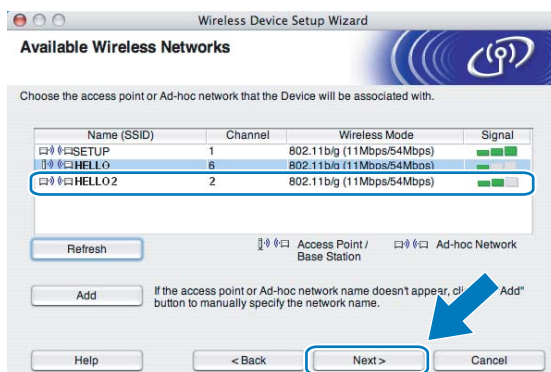 Wireless Device Setup Wizard
Available Wireless Networks
Choose the access point or Ad-hoc network that the Device will be associated with.
Name (SSID) Channel Wireless Mode Signal
SETUP 1 802.11b/g (11Mbps/54Mbps)
HELLO 6 802.11b/g (11Mbps/54Mbps)
HELLO2 2 802.11b/g (11Mbps/54Mbps)
Refresh Access Point / Ad-hoc Network
Base Station
Add If the access point or Ad-hoc network name doesn't appear, Add"
button to manually specify the network name.
Help < Back Next > Cancel